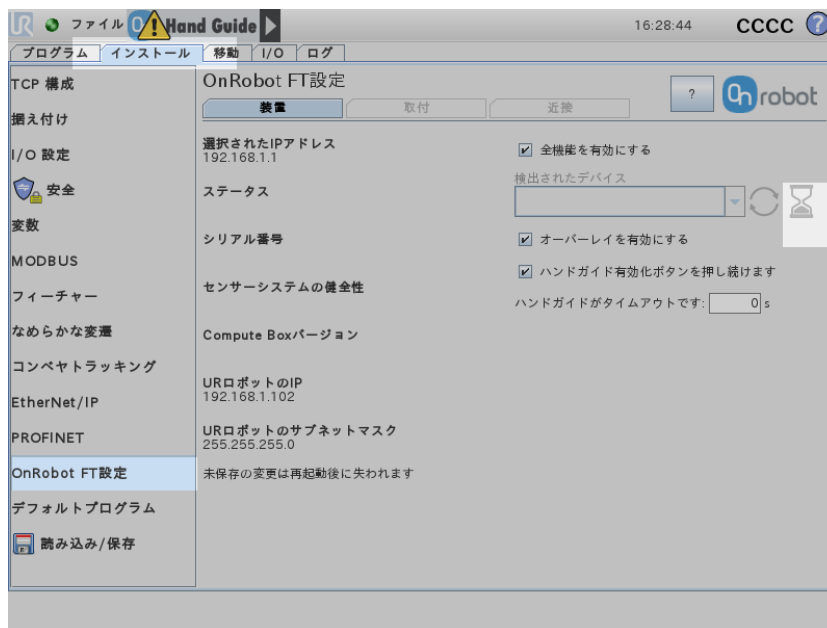 UR ファイル On Hand Guide 16:28:44 CCCC ?
プログラム インストール 移動 I/O ログ
TCP 構成
据え付け
I/O 設定
安全
変数
MODBUS
フィーチャー
なめらかな変遷
コンベヤトラッキング
EtherNet/IP
PROFINET
OnRobot FT設定
デフォルトプログラム
読み込み/保存
OnRobot FT設定
? On robot
装置 取付 近接
選択されたIPアドレス
192.168.1.1
ステータス
シリアル番号
センサーシステムの健全性
Compute Boxバージョン
URロボットのIP
192.168.1.102
URロボットのサブネットマスク
255.255.255.0
未保存の変更は再起動後に失われます
全機能を有効にする
検出されたデバイス
オーバーレイを有効にする
ハンドガイド有効化ボタンを押し続けます
ハンドガイドがタイムアウトです: 0 s